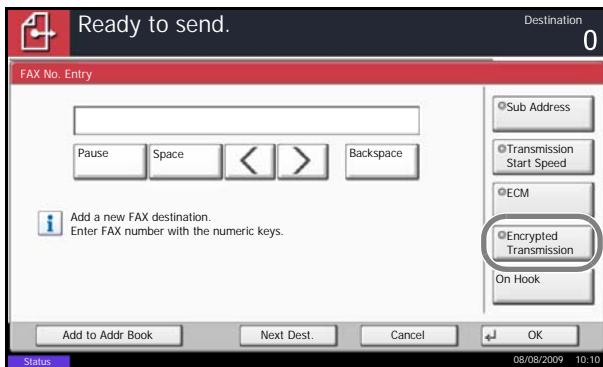 Ready to send.
Destination
0
FAX No. Entry
Sub Address
Pause
Space
Backspace
Transmission
Start Speed
ECM
Add a new FAX destination.
Enter FAX number with the numeric keys.
Encrypted
Transmission
On Hook
Add to Addr Book
Next Dest.
Cancel
OK
Status
08/08/2009 10:10